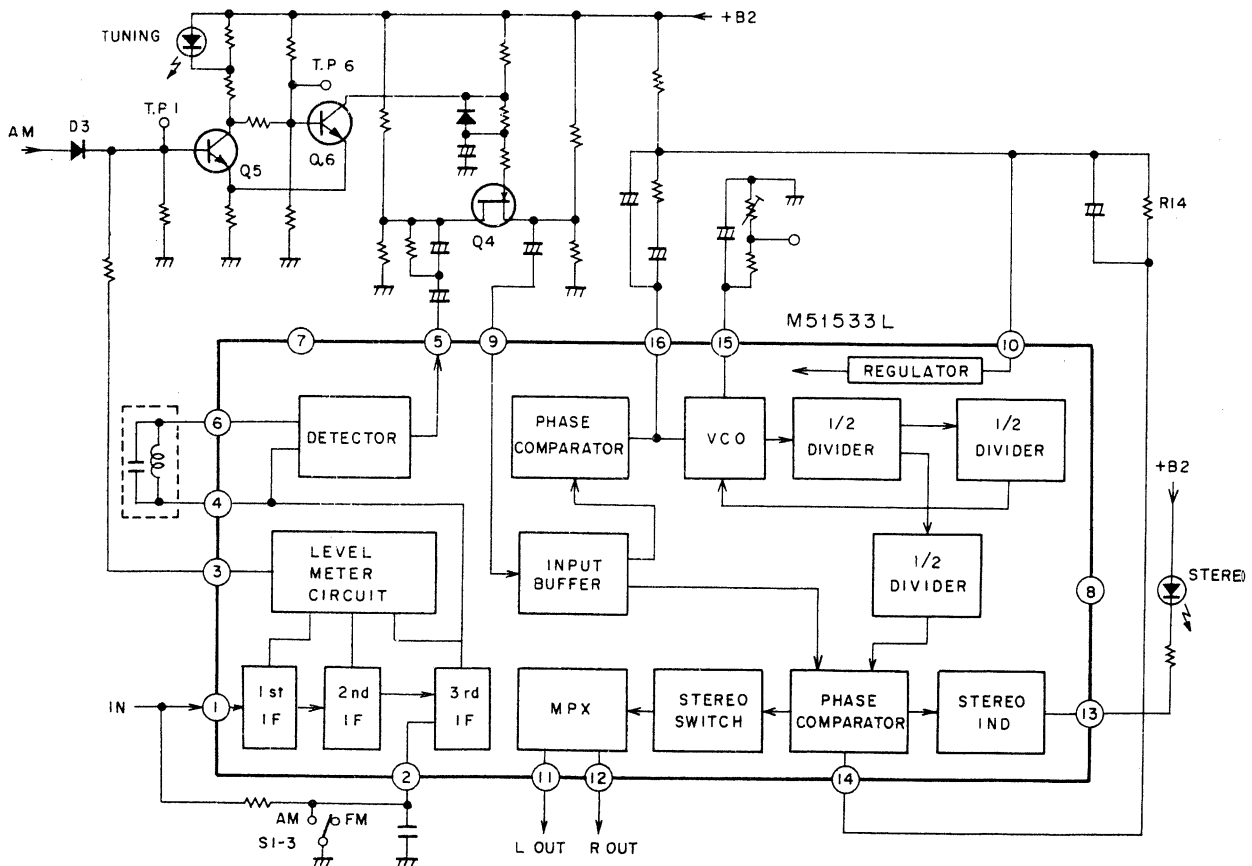 +B2
TUNING
T.P 6
T.P 1
AM
D3
Q5
Q6
Q4
R14
M51533L
7
5
9
16
15
10
REGULATOR
6
DETECTOR
PHASE
COMPARATOR
VCO
1/2
DIVIDER
1/2
DIVIDER
+B2
4
3
LEVEL
METER
CIRCUIT
INPUT
BUFFER
1/2
DIVIDER
8
STEREO
IN
1
1st
IF
2nd
IF
3rd
IF
MPX
STEREO
SWITCH
PHASE
COMPARATOR
STEREO
IND
13
2
11
12
14
AM
FM
S1-3
L OUT
R OUT